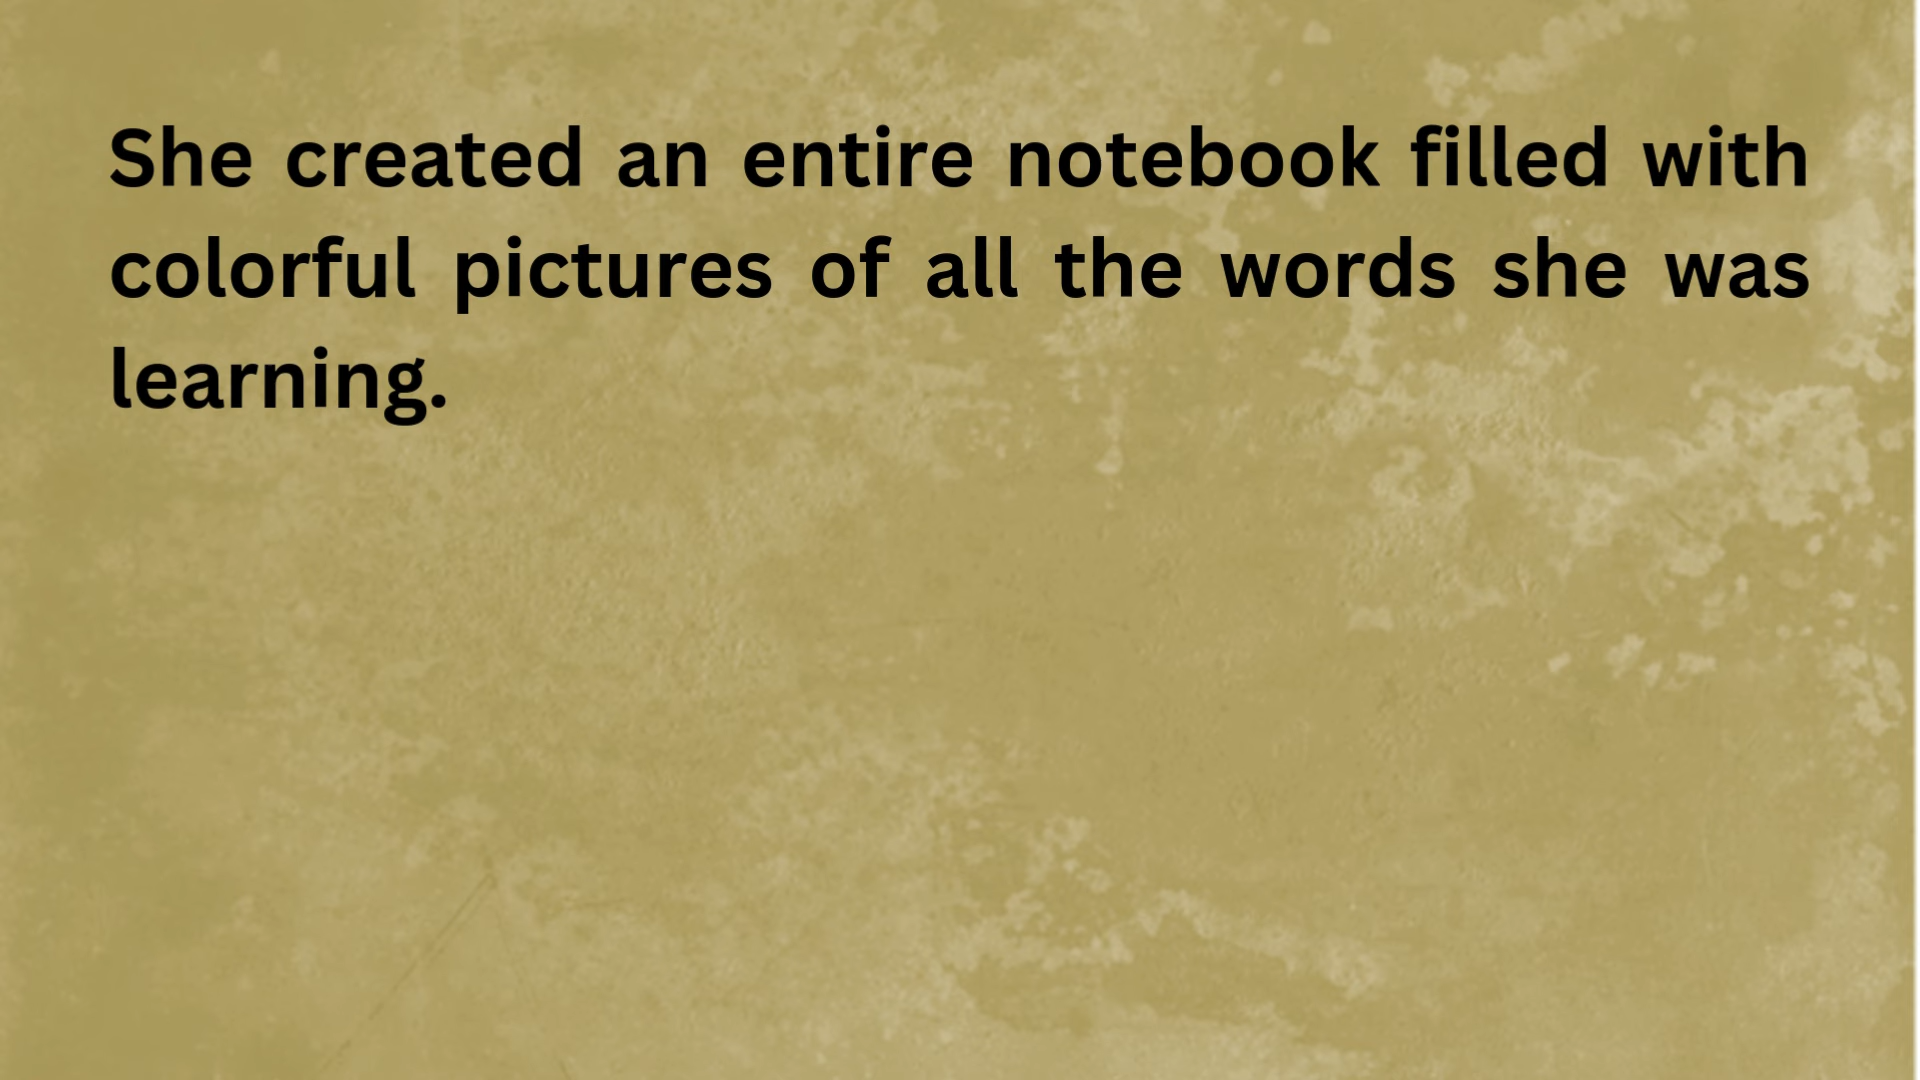 She created an entire notebook filled with
colorful pictures of all the words she was
learning.